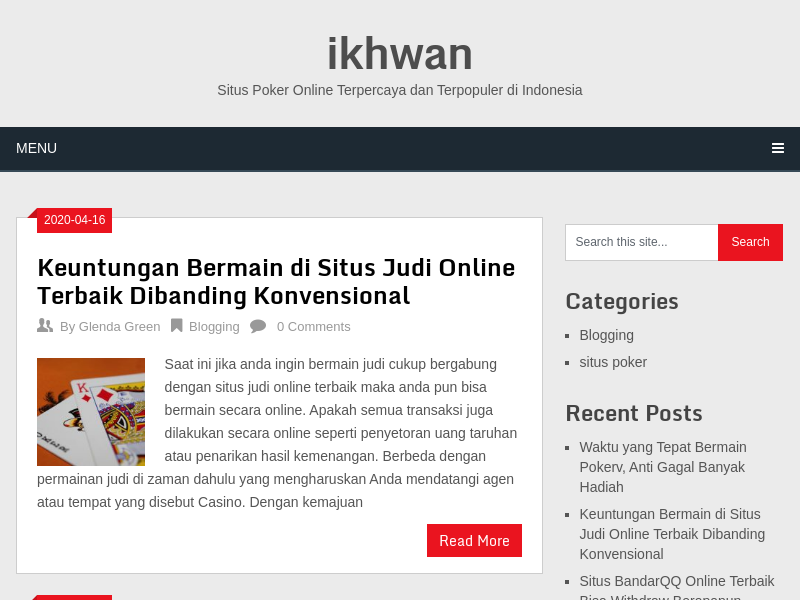 ikhwan
Situs Poker Online Terpercaya dan Terpopuler di Indonesia
MENU
2020-04-16
Keuntungan Bermain di Situs Judi Online
Terbaik Dibanding Konvensional
By Glenda Green Blogging 0 Comments
Saat ini jika anda ingin bermain judi cukup bergabung
dengan situs judi online terbaik maka anda pun bisa
bermain secara online. Apakah semua transaksi juga
dilakukan secara online seperti penyetoran uang taruhan
atau penarikan hasil kemenangan. Berbeda dengan
permainan judi di zaman dahulu yang mengharuskan Anda mendatangi agen
atau tempat yang disebut Casino. Dengan kemajuan
Read More
Search this site... Search
Categories
Blogging
situs poker
Recent Posts
Waktu yang Tepat Bermain
Pokerv, Anti Gagal Banyak
Hadiah
Keuntungan Bermain di Situs
Judi Online Terbaik Dibanding
Konvensional
Situs BandarQQ Online Terbaik
Bisa Withdraw Berapapun